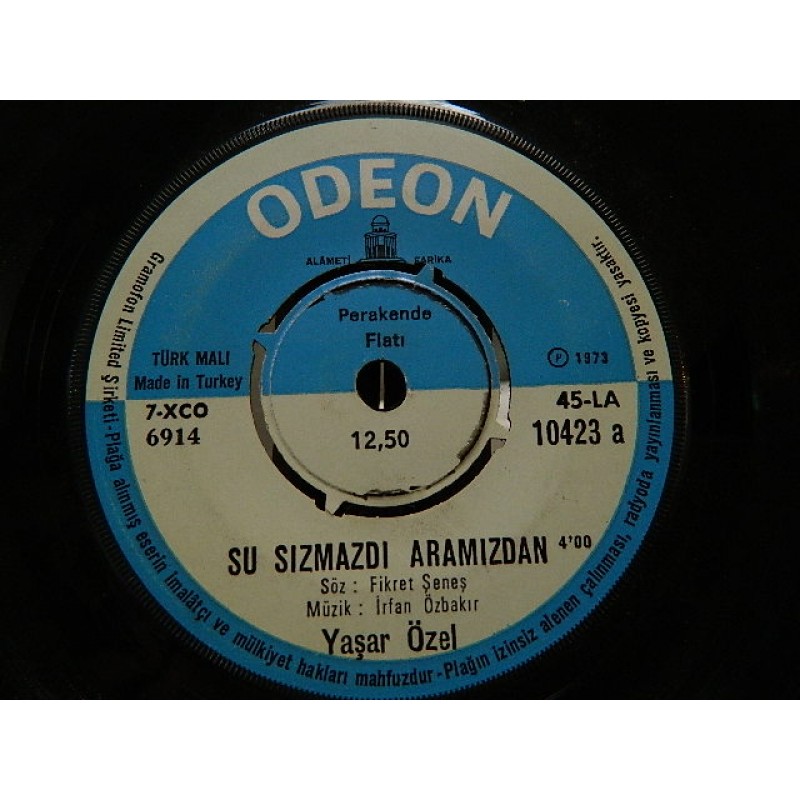 ODEON
ALÂMETİ FARİKA
Perakende
Fiatı
12,50
TÜRK MALI
Made in Turkey
7-XCO
6914
Ⓟ 1973
45-LA
10423 a
SU SIZMAZDI ARAMIZDAN 4'00
Söz : Fikret Şeneş
Müzik : İrfan Özbakır
Yaşar Özel
Gramofon Limited Şirketi - Plağa alınmış eserin imalâtçı ve mülkiyet hakları mahfuzdur - Plağın izinsiz alenen çalınması, radyoda yayınlanması ve kopyesi yasaktır.